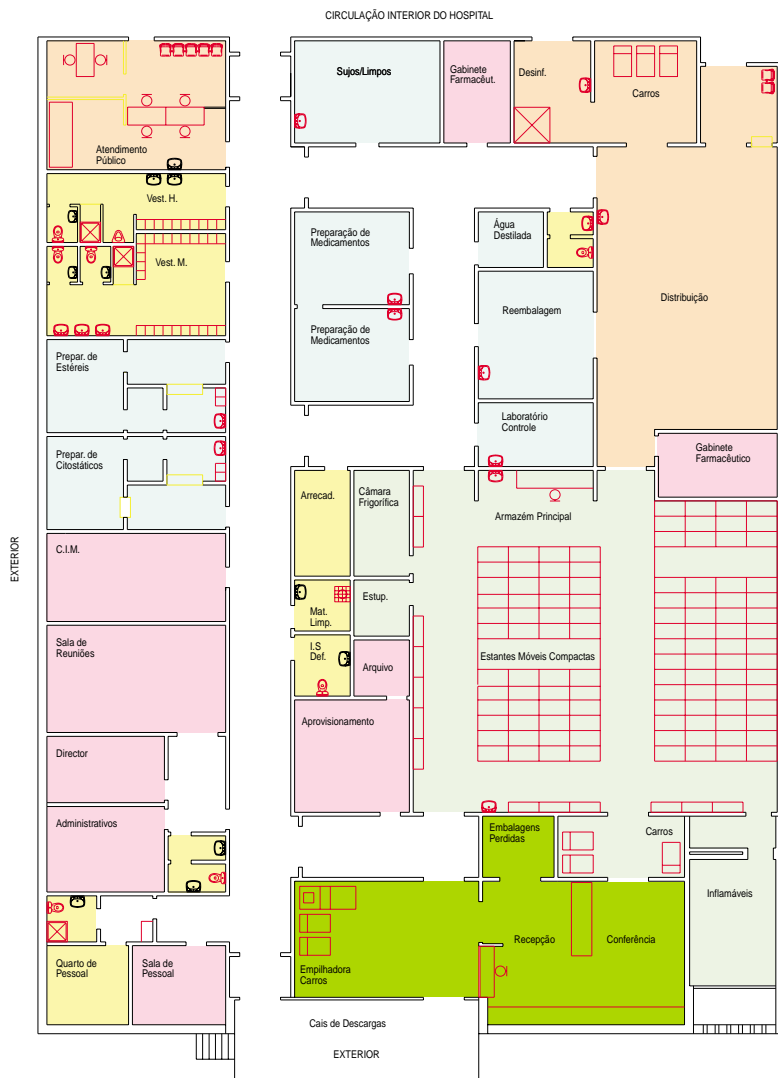 CIRCULAÇÃO INTERIOR DO HOSPITAL
Sujos/Limpos
Gabinete
Farmacêut.
Desinf.
Carros
Atendimento
Público
Vest. H.
Vest. M.
Preparação de
Medicamentos
Preparação de
Medicamentos
Água
Destilada
Reembalagem
Distribuição
Prepar. de
Estéreis
Prepar. de
Citostáticos
Laboratório
Controle
Gabinete
Farmacêutico
Arrecad.
Câmara
Frigorífica
Armazém Principal
EXTERIOR
C.I.M.
Mat.
Limp.
Estup.
Sala de
Reuniões
I.S
Def.
Arquivo
Estantes Móveis Compactas
Aprovisionamento
Director
Administrativos
Embalagens
Perdidas
Carros
Inflamáveis
Quarto de
Pessoal
Sala de
Pessoal
Empilhadora
Carros
Recepção
Conferência
Cais de Descargas
EXTERIOR